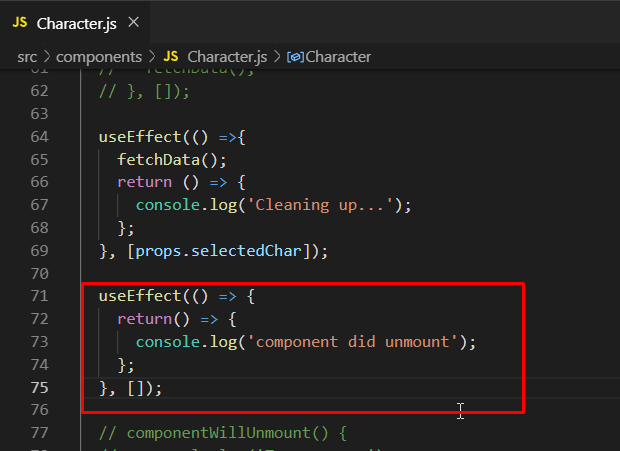 JS Character.js ×
src > components > JS Character.js > Character
61 // fetchData();
62 // }, []);
63
64 useEffect(() =>{
65 fetchData();
66 return () => {
67 console.log('Cleaning up...');
68 };
69 }, [props.selectedChar]);
70
71 useEffect(() => {
72 return() => {
73 console.log('component did unmount');
74 };
75 }, []);
76
77 // componentWillUnmount() {